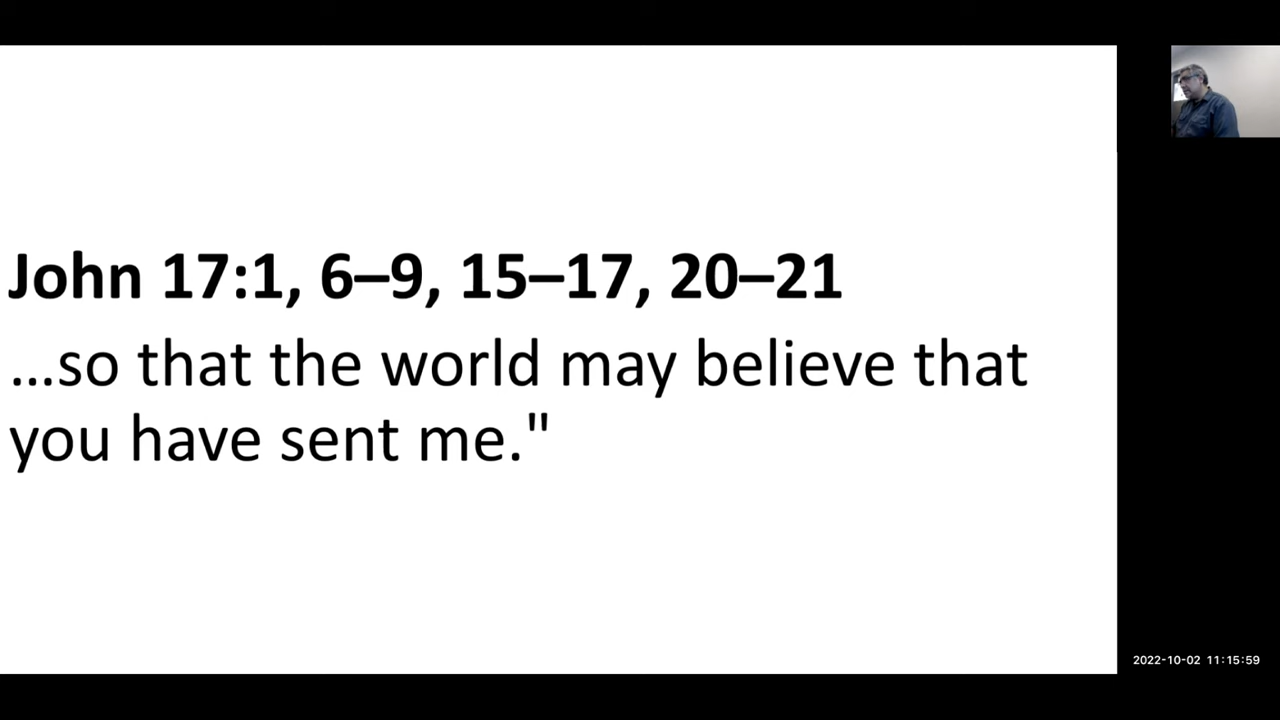 John 17:1, 6–9, 15–17, 20–21
...so that the world may believe that
you have sent me."
2022-10-02 11:15:59